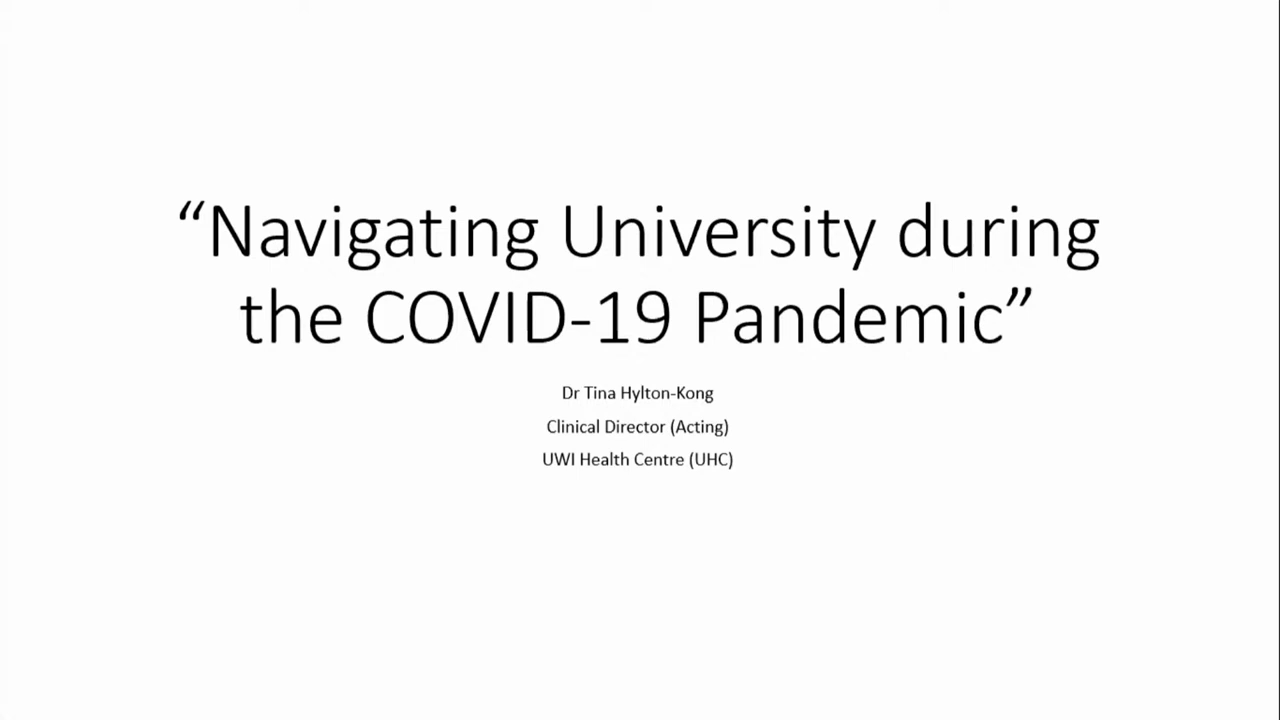 “Navigating University during
the COVID-19 Pandemic”
Dr Tina Hylton-Kong
Clinical Director (Acting)
UWI Health Centre (UHC)